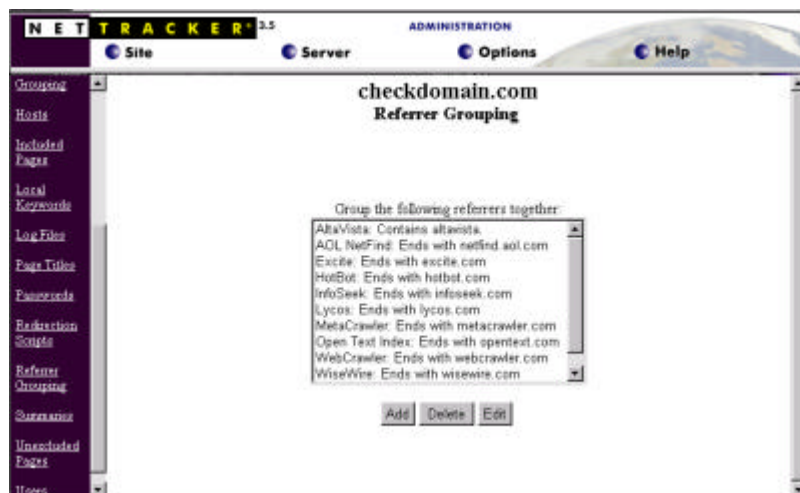 NET TRACKER® 3.5
ADMINISTRATION
Site
Server
Options
Help
Grouping
Hosts
Included
Pages
Local
Keywords
Log Files
Page Titles
Passwords
Redirection
Scripts
Referrer
Grouping
Summaries
Unexcluded
Pages
Users
checkdomain.com
Referrer Grouping
Group the following referrers together:
AltaVista: Contains altavista.
AOL NetFind: Ends with netfind.aol.com
Excite: Ends with excite.com
HotBot: Ends with hotbot.com
InfoSeek: Ends with infoseek.com
Lycos: Ends with lycos.com
MetaCrawler: Ends with metacrawler.com
Open Text Index: Ends with opentext.com
WebCrawler: Ends with webcrawler.com
WiseWire: Ends with wisewire.com
Add Delete Edit